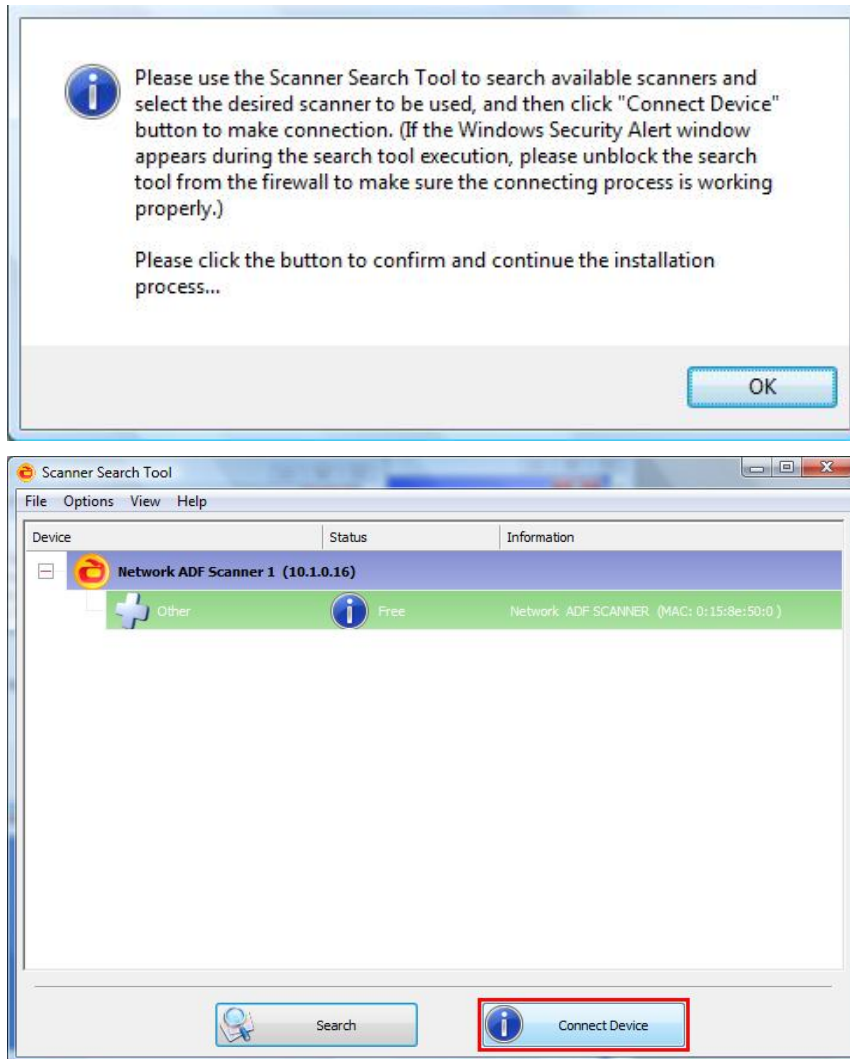 Please use the Scanner Search Tool to search available scanners and
select the desired scanner to be used, and then click "Connect Device"
button to make connection. (If the Windows Security Alert window
appears during the search tool execution, please unblock the search
tool from the firewall to make sure the connecting process is working
properly.)
Please click the button to confirm and continue the installation
process...
OK
Scanner Search Tool
File Options View Help
Device Status Information
Network ADF Scanner 1 (10.1.0.16)
Other Free Network ADF SCANNER (MAC: 0:15:8e:50:0 )
Search Connect Device